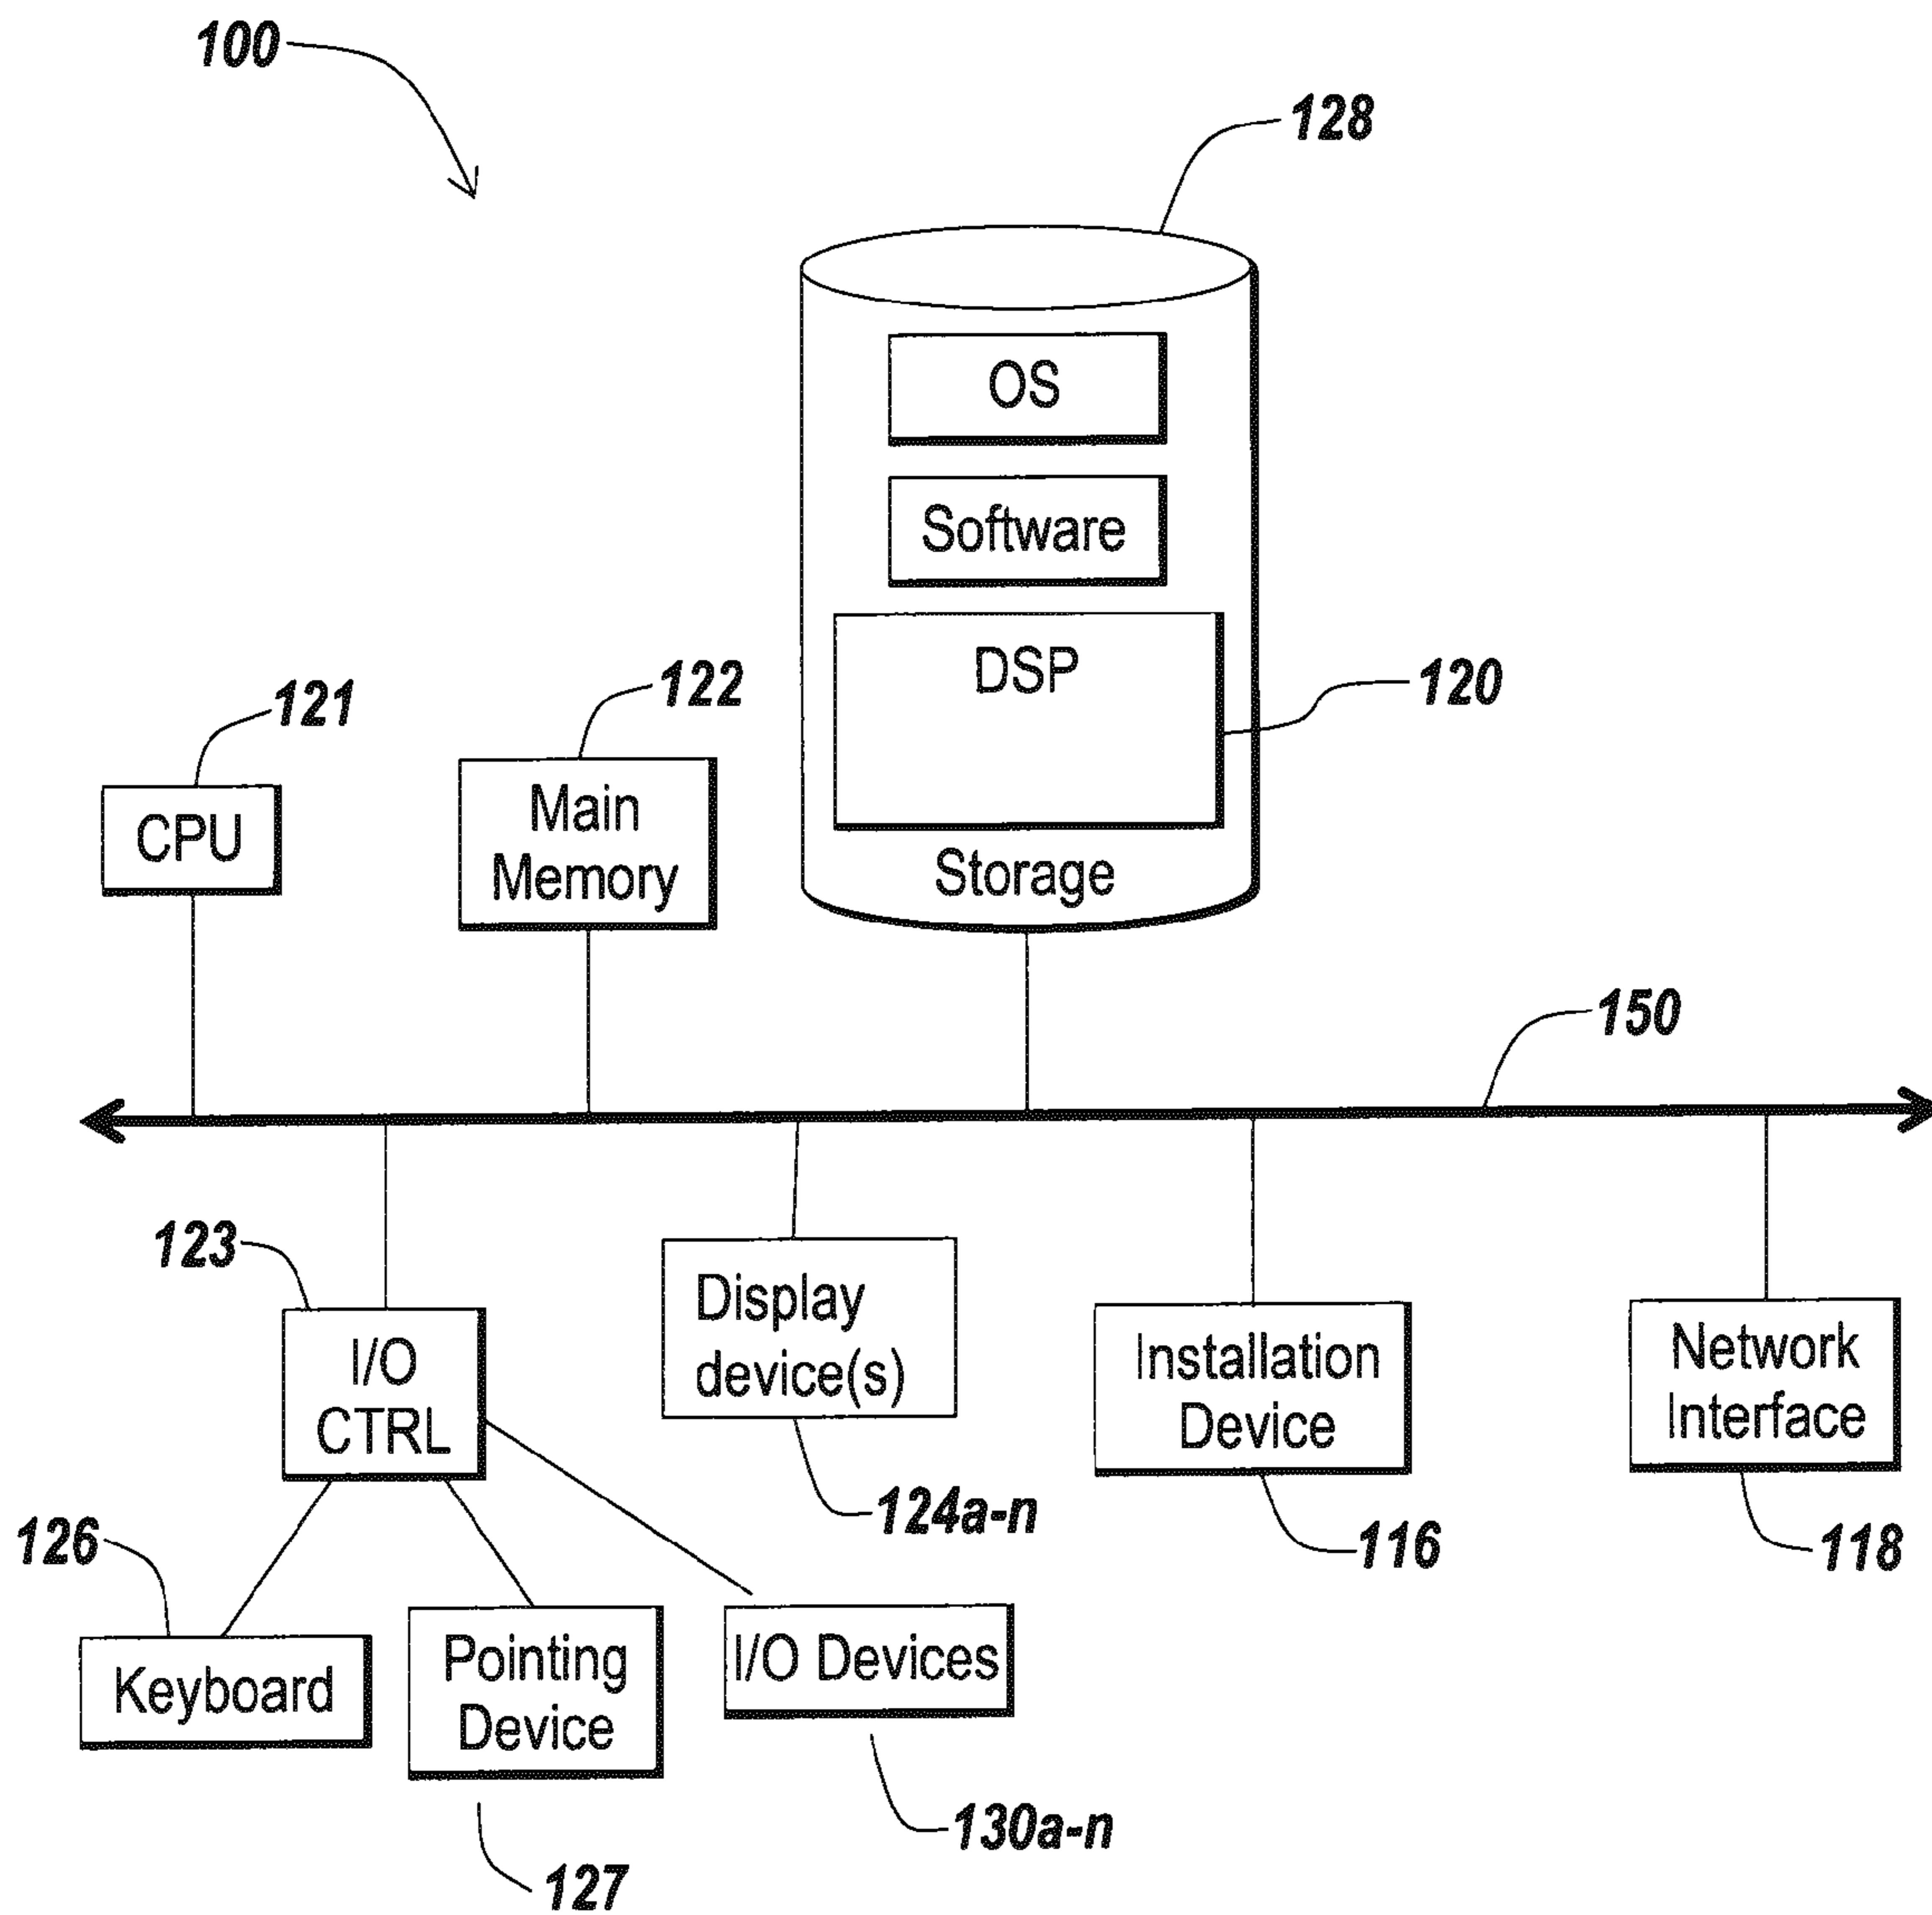 100
128
OS
Software
DSP
120
122
121
Main
Memory
CPU
Storage
150
123
Display
device(s)
I/O
CTRL
Installation
Device
Network
Interface
124a-n
116
118
126
Keyboard
Pointing
Device
I/O Devices
130a-n
127